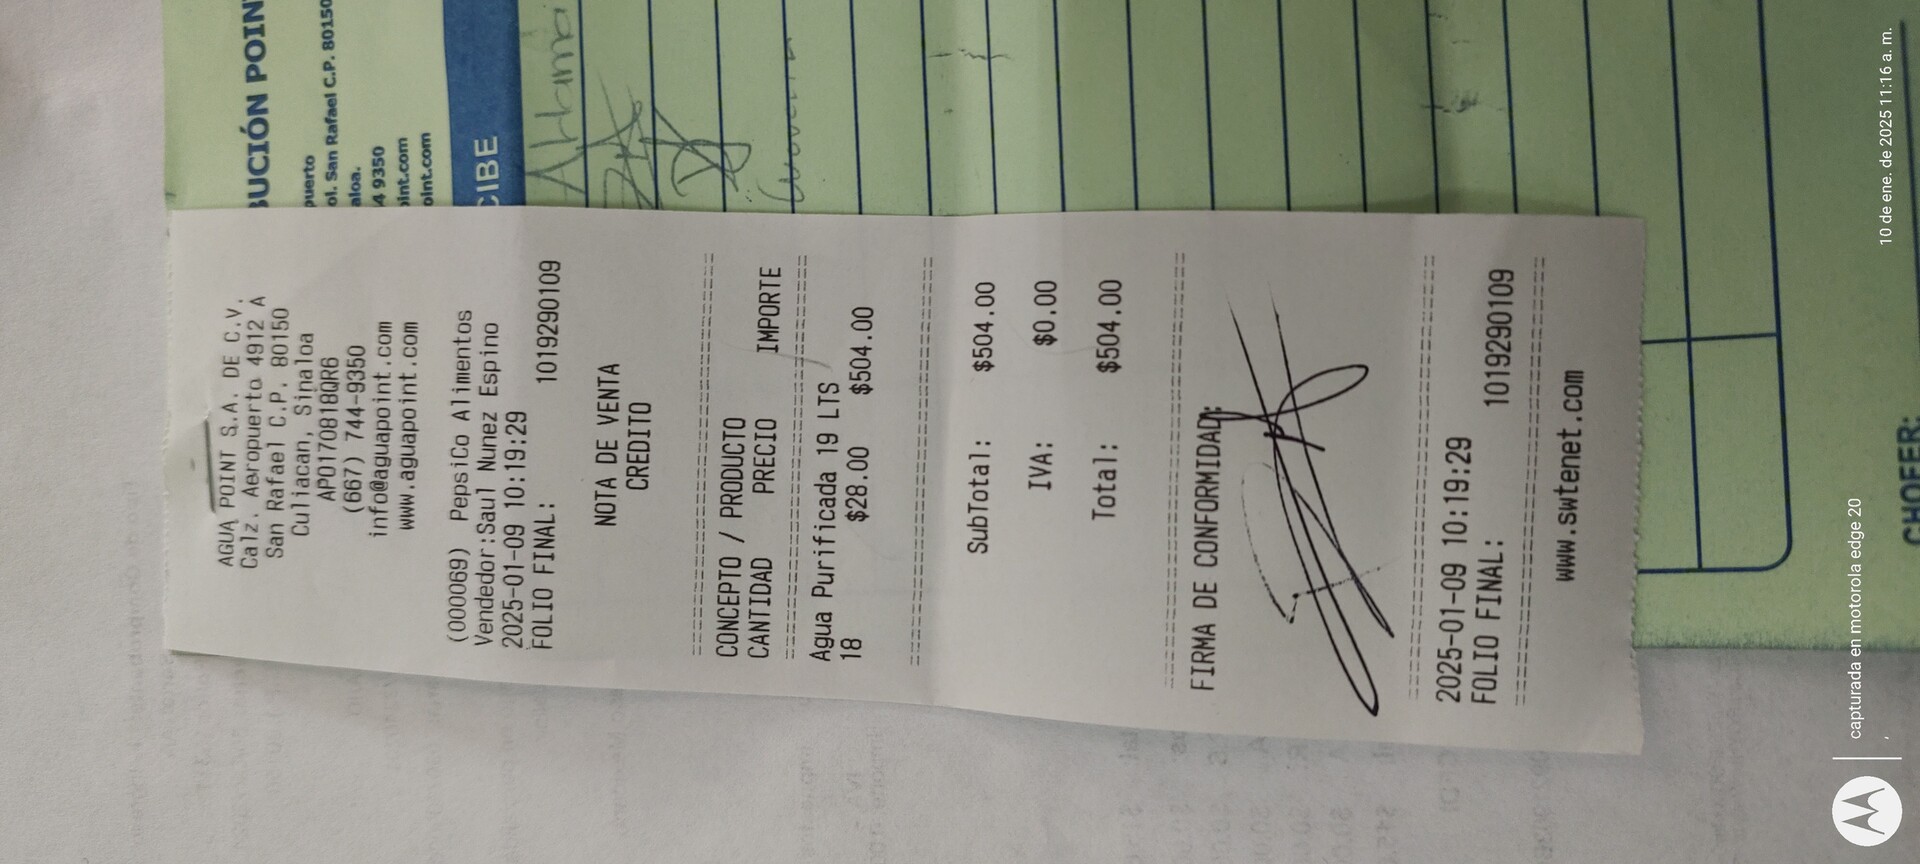 AGUA POINT S.A. DE C.V.
Calz. Aeropuerto 4912 A
San Rafael C.P. 80150
Culiacan, Sinaloa
APO170818QR6
(667) 744-9350
info@aguapoint.com
www.aguapoint.com
(000069) PepsiCo Alimentos
Vendedor:Saul Nunez Espino
2025-01-09 10:19:29
FOLIO FINAL: 1019290109
NOTA DE VENTA
CREDITO
CONCEPTO / PRODUCTO
CANTIDAD PRECIO IMPORTE
Agua Purificada 19 LTS
18 $28.00 $504.00
SubTotal: $504.00
IVA: $0.00
Total: $504.00
FIRMA DE CONFORMIDAD:
2025-01-09 10:19:29
FOLIO FINAL: 1019290109
www.swtenet.com
BUCIÓN POIN
puerto
ol. San Rafael C.P. 80150
aloa.
4 9350
oint.com
oint.com
CIBE
CHOFER:
capturada en motorola edge 20
10 de ene. de 2025 11:16 a. m.